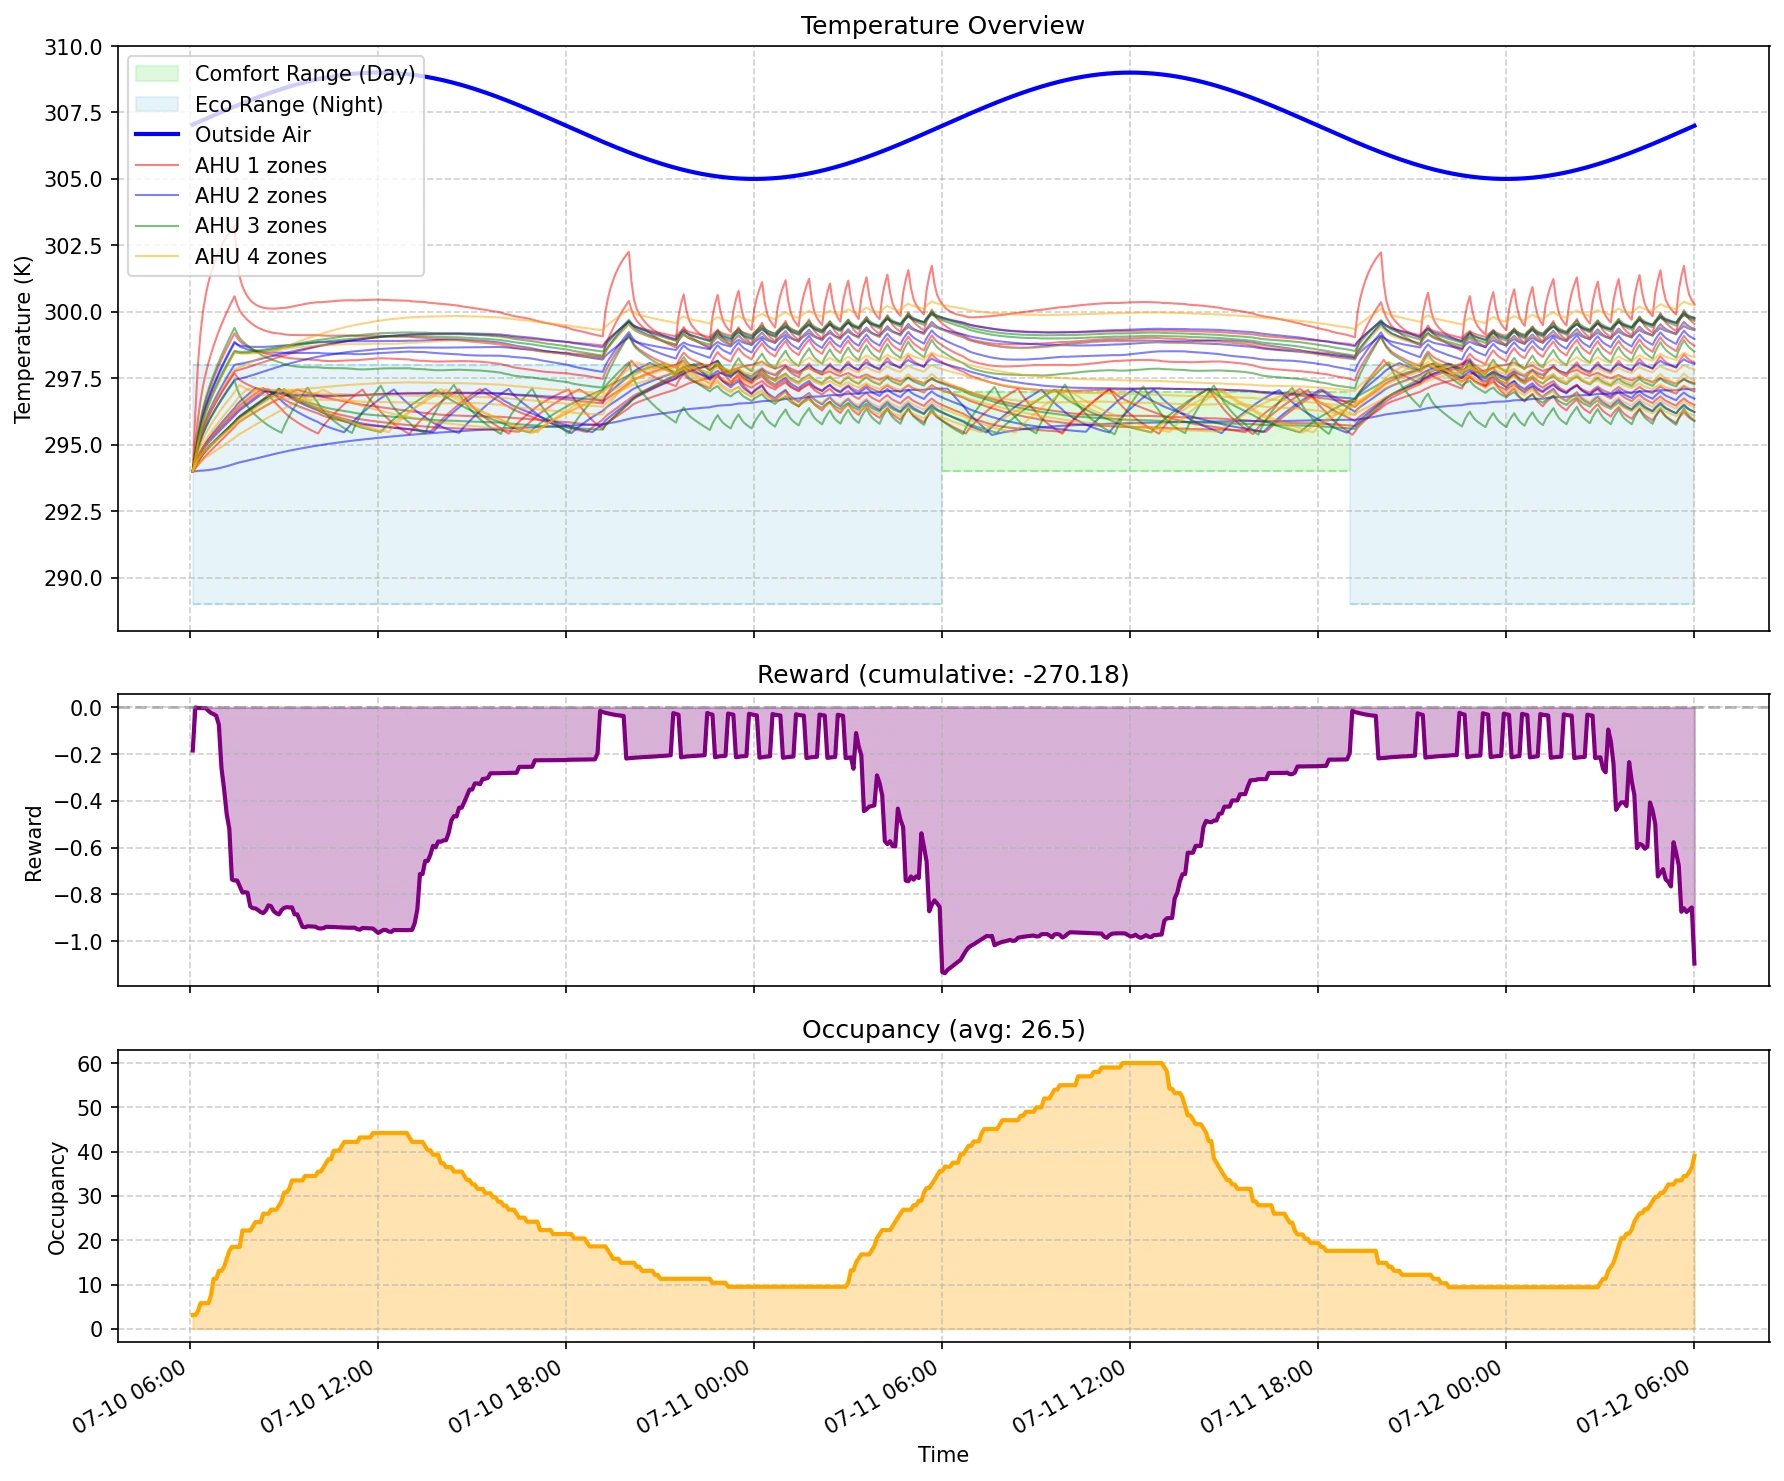 Temperature Overview
310.0
307.5
305.0
302.5
300.0
297.5
295.0
292.5
290.0
Temperature (K)
Comfort Range (Day)
Eco Range (Night)
Outside Air
AHU 1 zones
AHU 2 zones
AHU 3 zones
AHU 4 zones
Reward (cumulative: -270.18)
0.0
−0.2
−0.4
−0.6
−0.8
−1.0
Reward
Occupancy (avg: 26.5)
60
50
40
30
20
10
0
Occupancy
07-10 06:00
07-10 12:00
07-10 18:00
07-11 00:00
07-11 06:00
07-11 12:00
07-11 18:00
07-12 00:00
07-12 06:00
Time